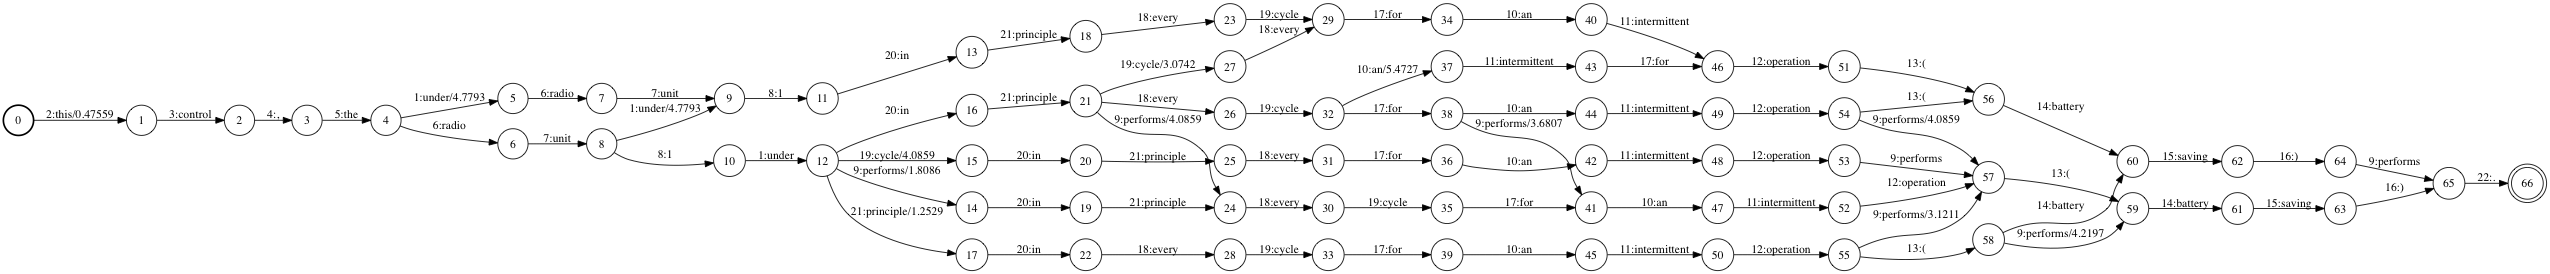 0 2:this/0.47559 1 3:control 2 4:, 3 5:the 4
1:under/4.7793 5 6:radio 7 7:unit 9 8:1 11
6:radio 6 7:unit 8 1:under/4.7793
8:1 10 1:under 12
20:in 13 21:principle 18 18:every 23 19:cycle 29 17:for 34 10:an 40 11:intermittent
19:cycle/3.0742 27 18:every
10:an/5.4727 37 11:intermittent 43 17:for 46 12:operation 51 13:( 56 14:battery
20:in 16 21:principle 21 18:every 26 19:cycle 32 17:for 38 10:an 44 11:intermittent 49 12:operation 54 13:(
9:performs/4.0859 9:performs/3.6807 9:performs/4.0859
19:cycle/4.0859 15 20:in 20 21:principle 25 18:every 31 17:for 36 10:an 42 11:intermittent 48 12:operation 53 9:performs 57 13:(
60 15:saving 62 16:) 64 9:performs 65 22:. 66
9:performs/1.8086 14 20:in 19 21:principle 24 18:every 30 19:cycle 35 17:for 41 10:an 47 11:intermittent 52 12:operation
59 14:battery 61 15:saving 63 16:)
21:principle/1.2529 17 20:in 22 18:every 28 19:cycle 33 17:for 39 10:an 45 11:intermittent 50 12:operation 55 9:performs/3.1211
13:( 58 14:battery
9:performs/4.2197